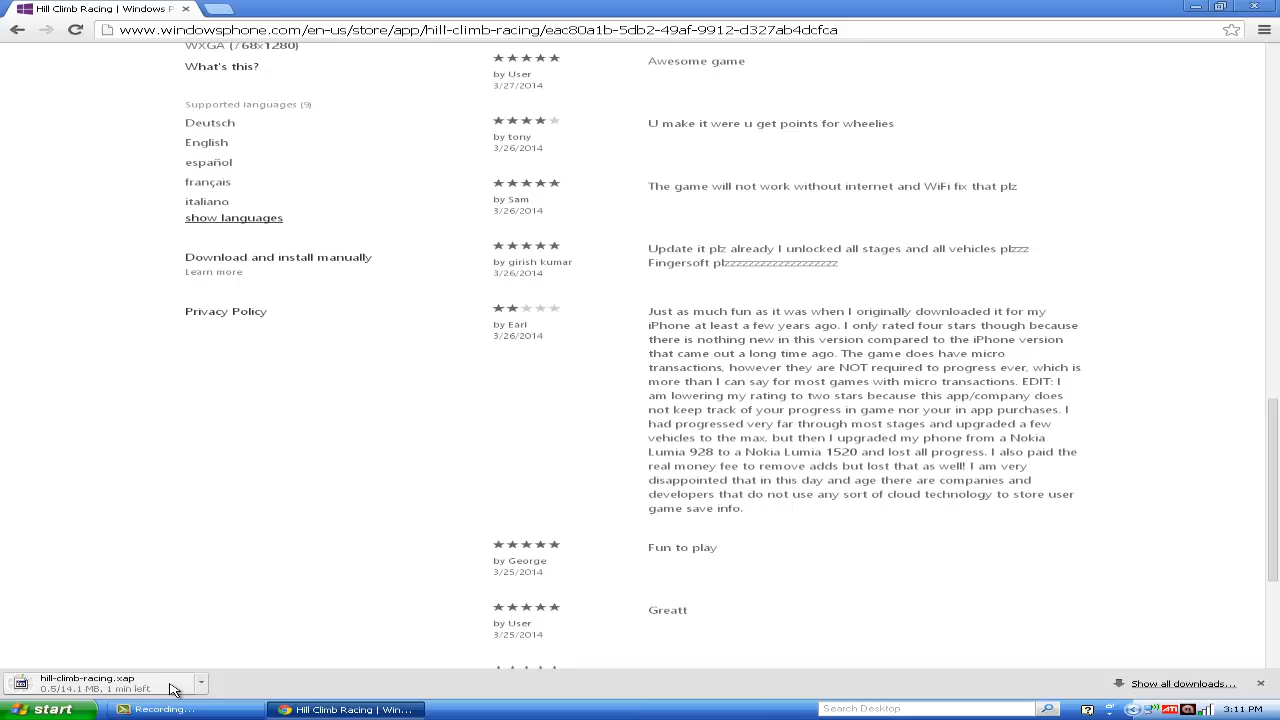 Hill Climb Racing | Windows P
www.windowsphone.com/en-us/store/app/hill-climb-racing/ea80a1b-5db2-49af-9912-d327ab4dcfca
WXGA (768x1280)
What's this?
Supported languages (9)
Deutsch
English
español
français
italiano
show languages
Download and install manually
Learn more
Privacy Policy
by User
3/27/2014
Awesome game
by tony
3/26/2014
U make it were u get points for wheelies
by Sam
3/26/2014
The game will not work without internet and WiFi fix that plz
by girish kumar
3/26/2014
Update it plz already I unlocked all stages and all vehicles plzzz
Fingersoft plzzzzzzzzzzzzzzzzzzzz
by Earl
3/26/2014
Just as much fun as it was when I originally downloaded it for my
iPhone at least a few years ago. I only rated four stars though because
there is nothing new in this version compared to the iPhone version
that came out a long time ago. The game does have micro
transactions, however they are NOT required to progress ever, which is
more than I can say for most games with micro transactions. EDIT: I
am lowering my rating to two stars because this app/company does
not keep track of your progress in game nor your in app purchases. I
had progressed very far through most stages and upgraded a few
vehicles to the max, but then I upgraded my phone from a Nokia
Lumia 928 to a Nokia Lumia 1520 and lost all progress. I also paid the
real money fee to remove adds but lost that as well! I am very
disappointed that in this day and age there are companies and
developers that do not use any sort of cloud technology to store user
game save info.
by George
3/25/2014
Fun to play
by User
3/25/2014
Greatt
hill-climb-racing.xap
0.5/14.1 MB, 1 min left
Show all downloads...
start
Recording...
Hill Climb Racing | Win...
Search Desktop
ATI
3:11 PM